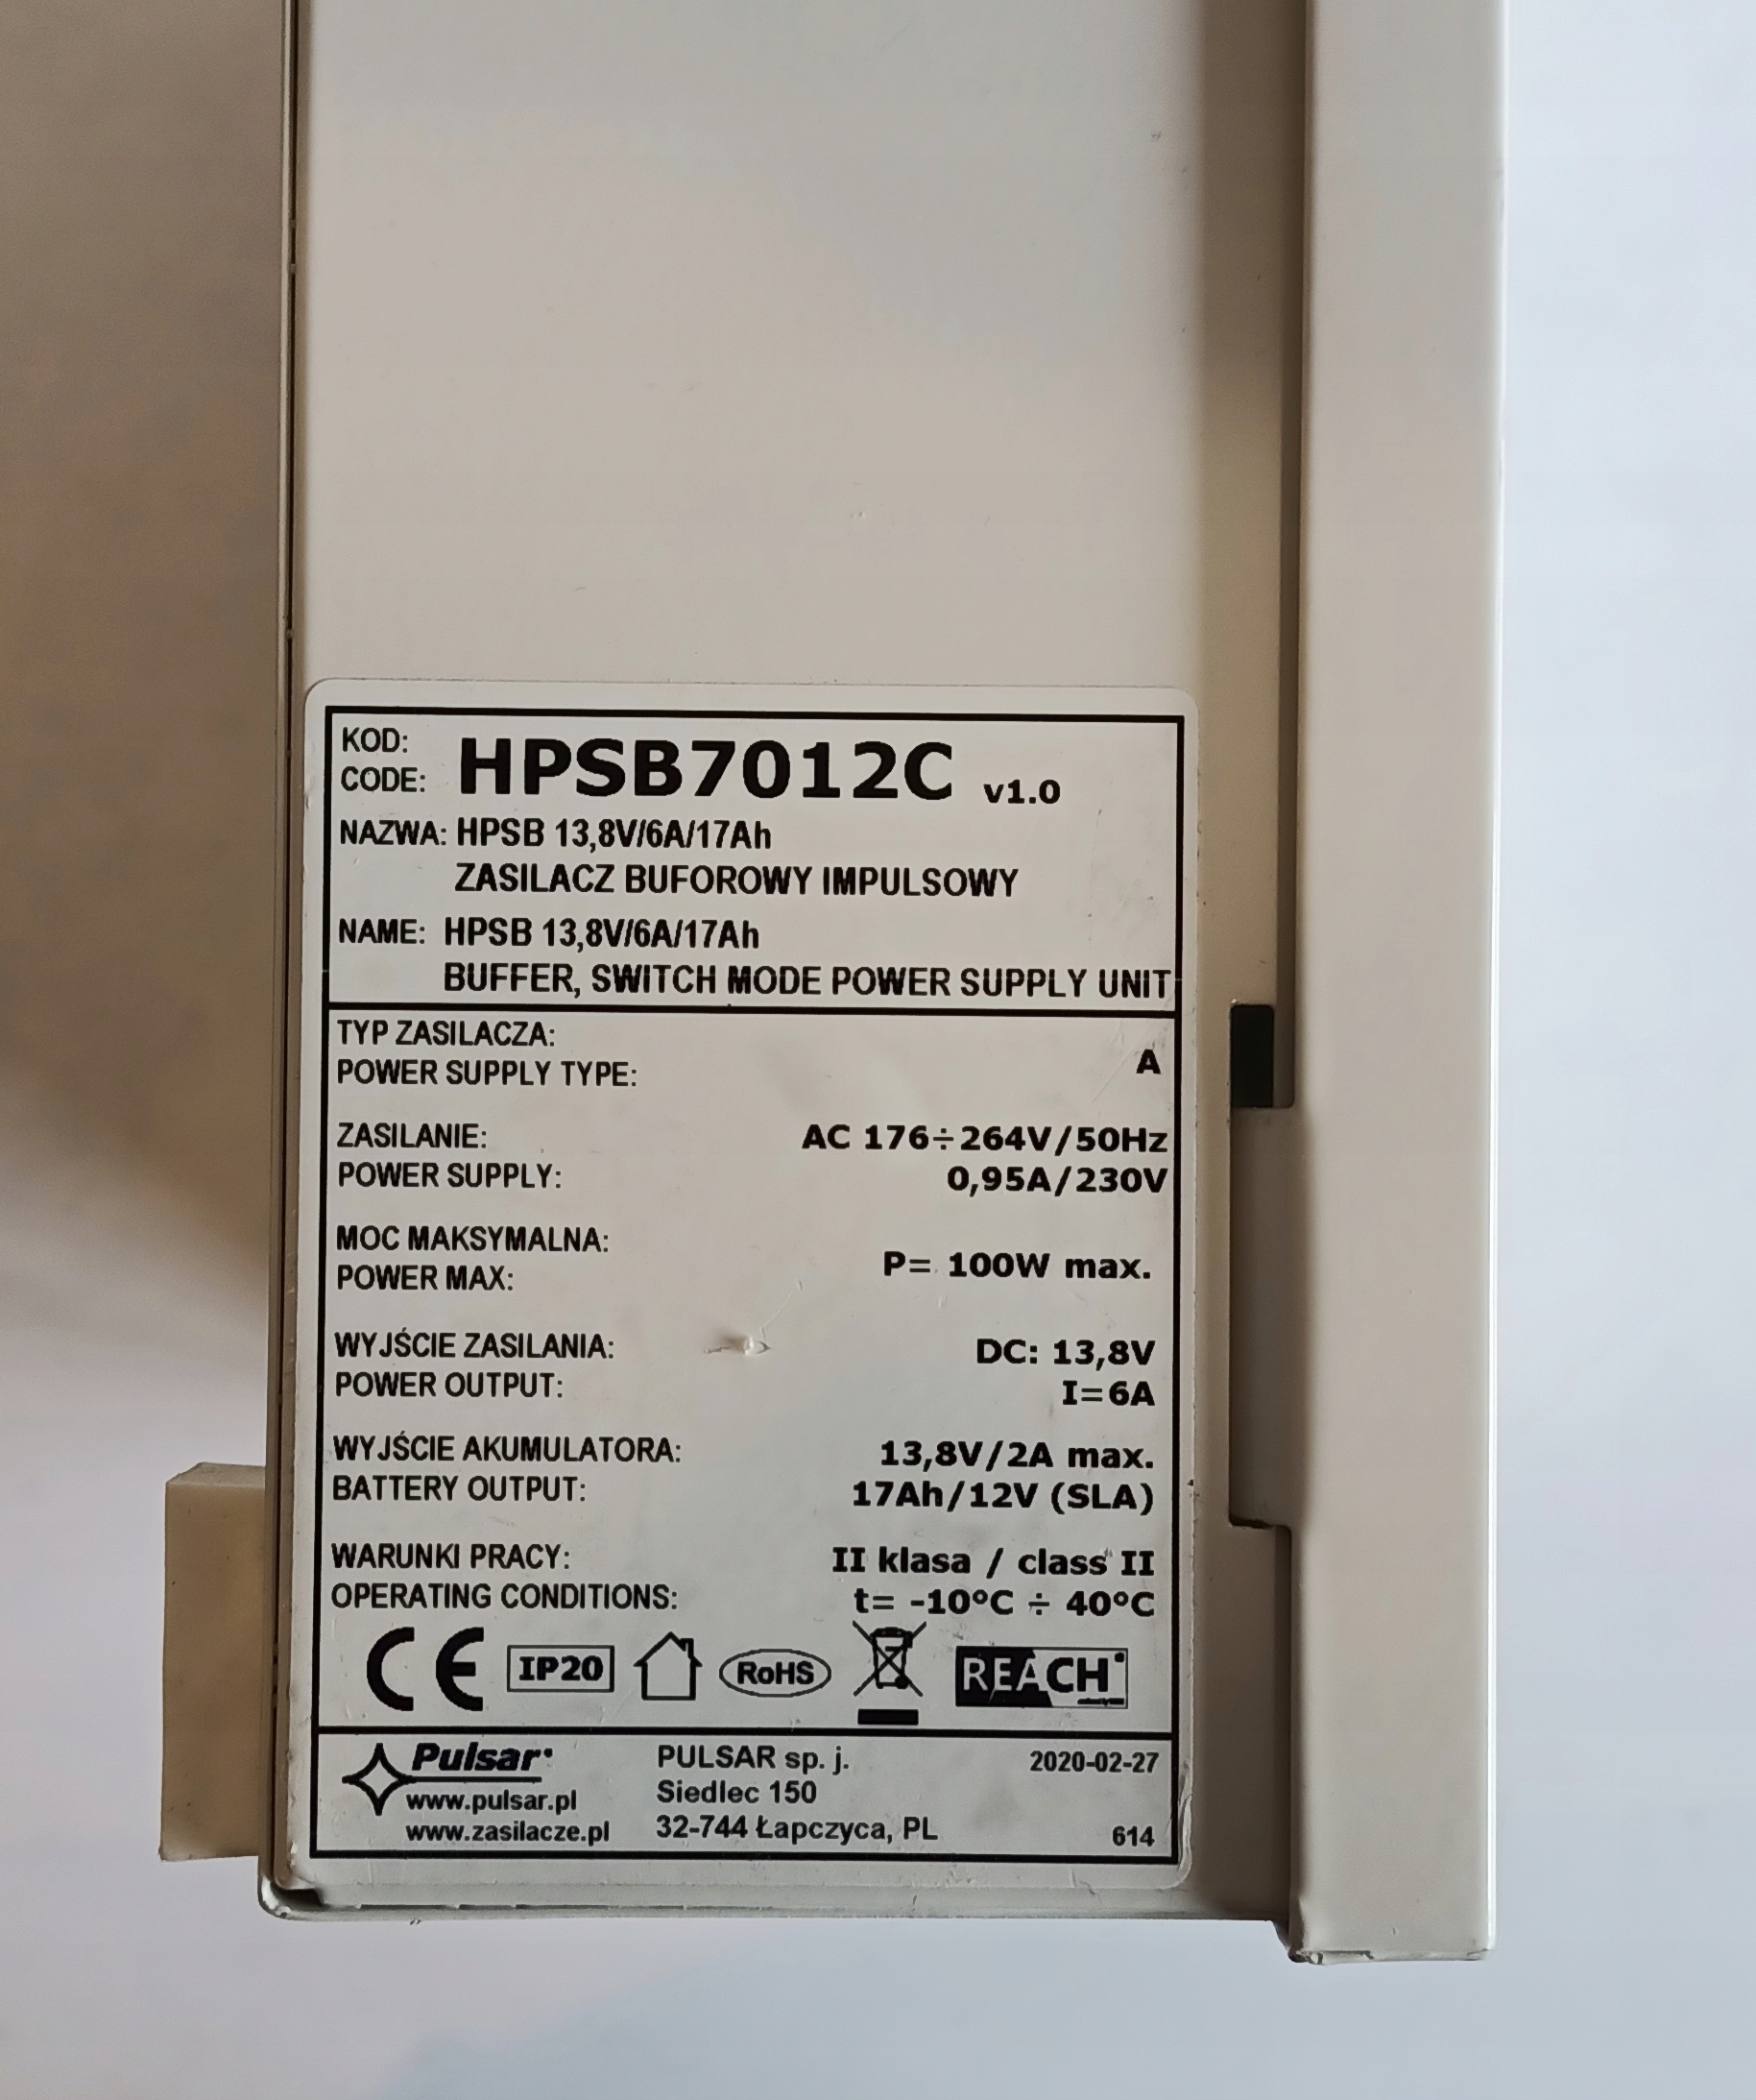 KOD:
CODE: HPSB7012C v1.0
NAZWA: HPSB 13,8V/6A/17Ah
ZASILACZ BUFOROWY IMPULSOWY
NAME: HPSB 13,8V/6A/17Ah
BUFFER, SWITCH MODE POWER SUPPLY UNIT
TYP ZASILACZA:
POWER SUPPLY TYPE: A
ZASILANIE: AC 176÷264V/50Hz
POWER SUPPLY: 0,95A/230V
MOC MAKSYMALNA:
POWER MAX: P= 100W max.
WYJŚCIE ZASILANIA: DC: 13,8V
POWER OUTPUT: I=6A
WYJŚCIE AKUMULATORA: 13,8V/2A max.
BATTERY OUTPUT: 17Ah/12V (SLA)
WARUNKI PRACY: II klasa / class II
OPERATING CONDITIONS: t= -10°C ÷ 40°C
CE IP20 RoHS REACH
Pulsar PULSAR sp. j. 2020-02-27
www.pulsar.pl Siedlec 150
www.zasilacze.pl 32-744 Łapczyca, PL 614